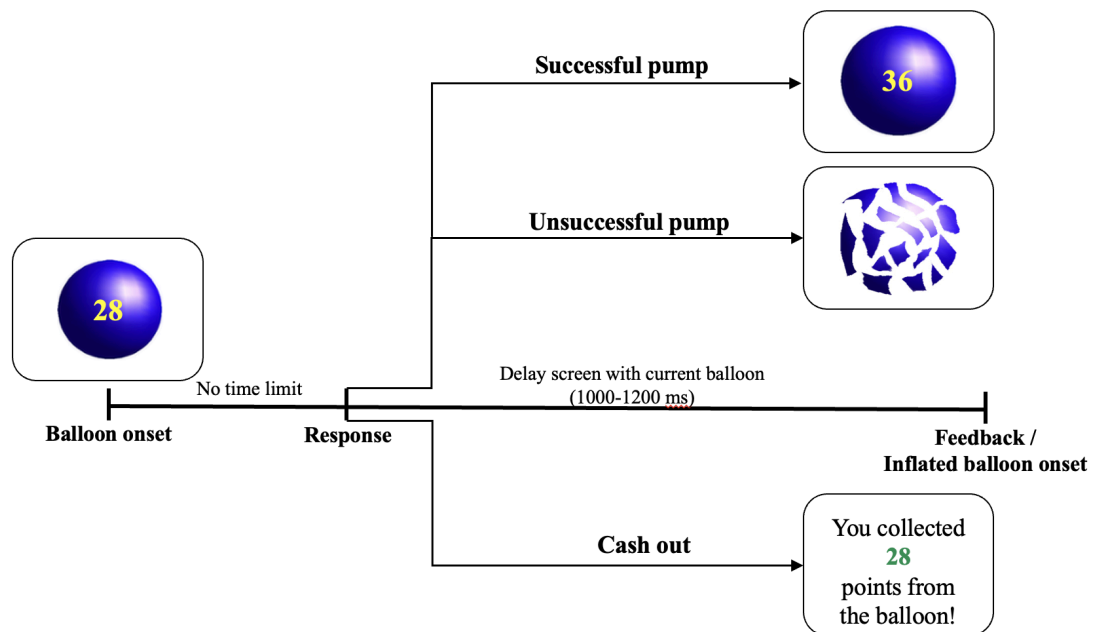 Successful pump
36
Unsuccessful pump
28
No time limit
Delay screen with current balloon
(1000-1200 ms)
Balloon onset
Response
Feedback /
Inflated balloon onset
Cash out
You collected
28
points from
the balloon!